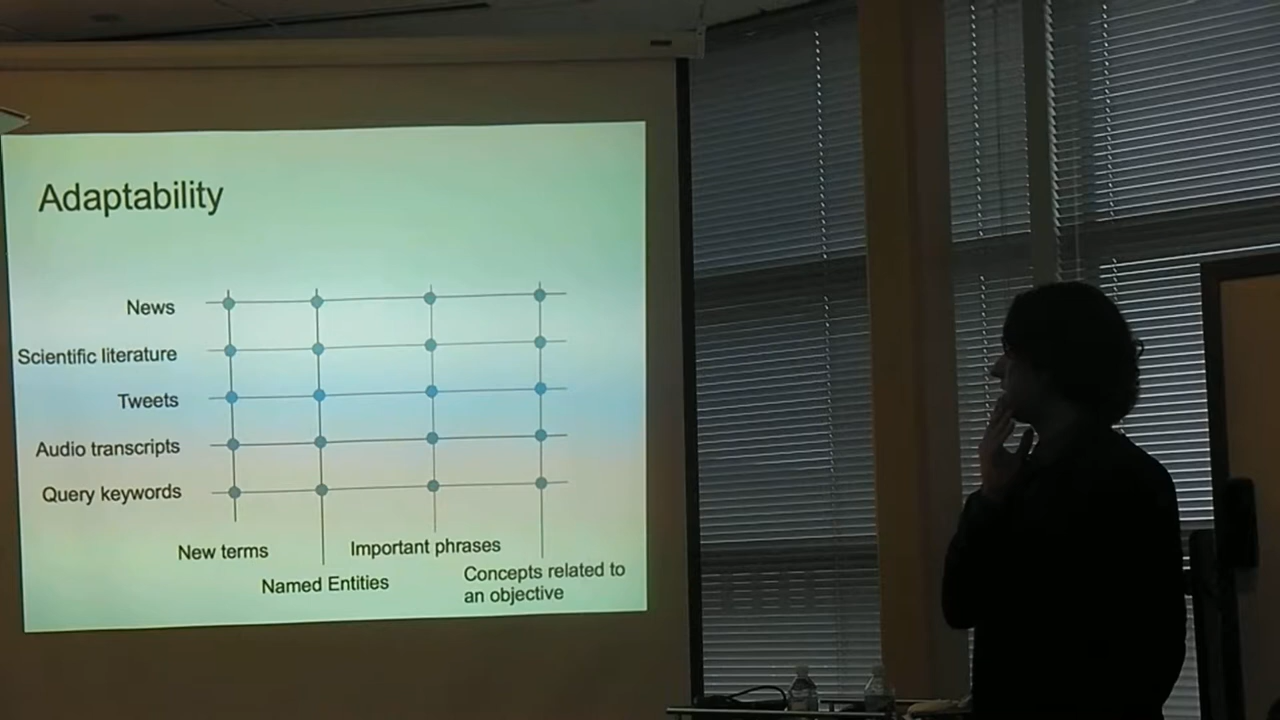 Adaptability
News
Scientific literature
Tweets
Audio transcripts
Query keywords
New terms
Named Entities
Important phrases
Concepts related to
an objective